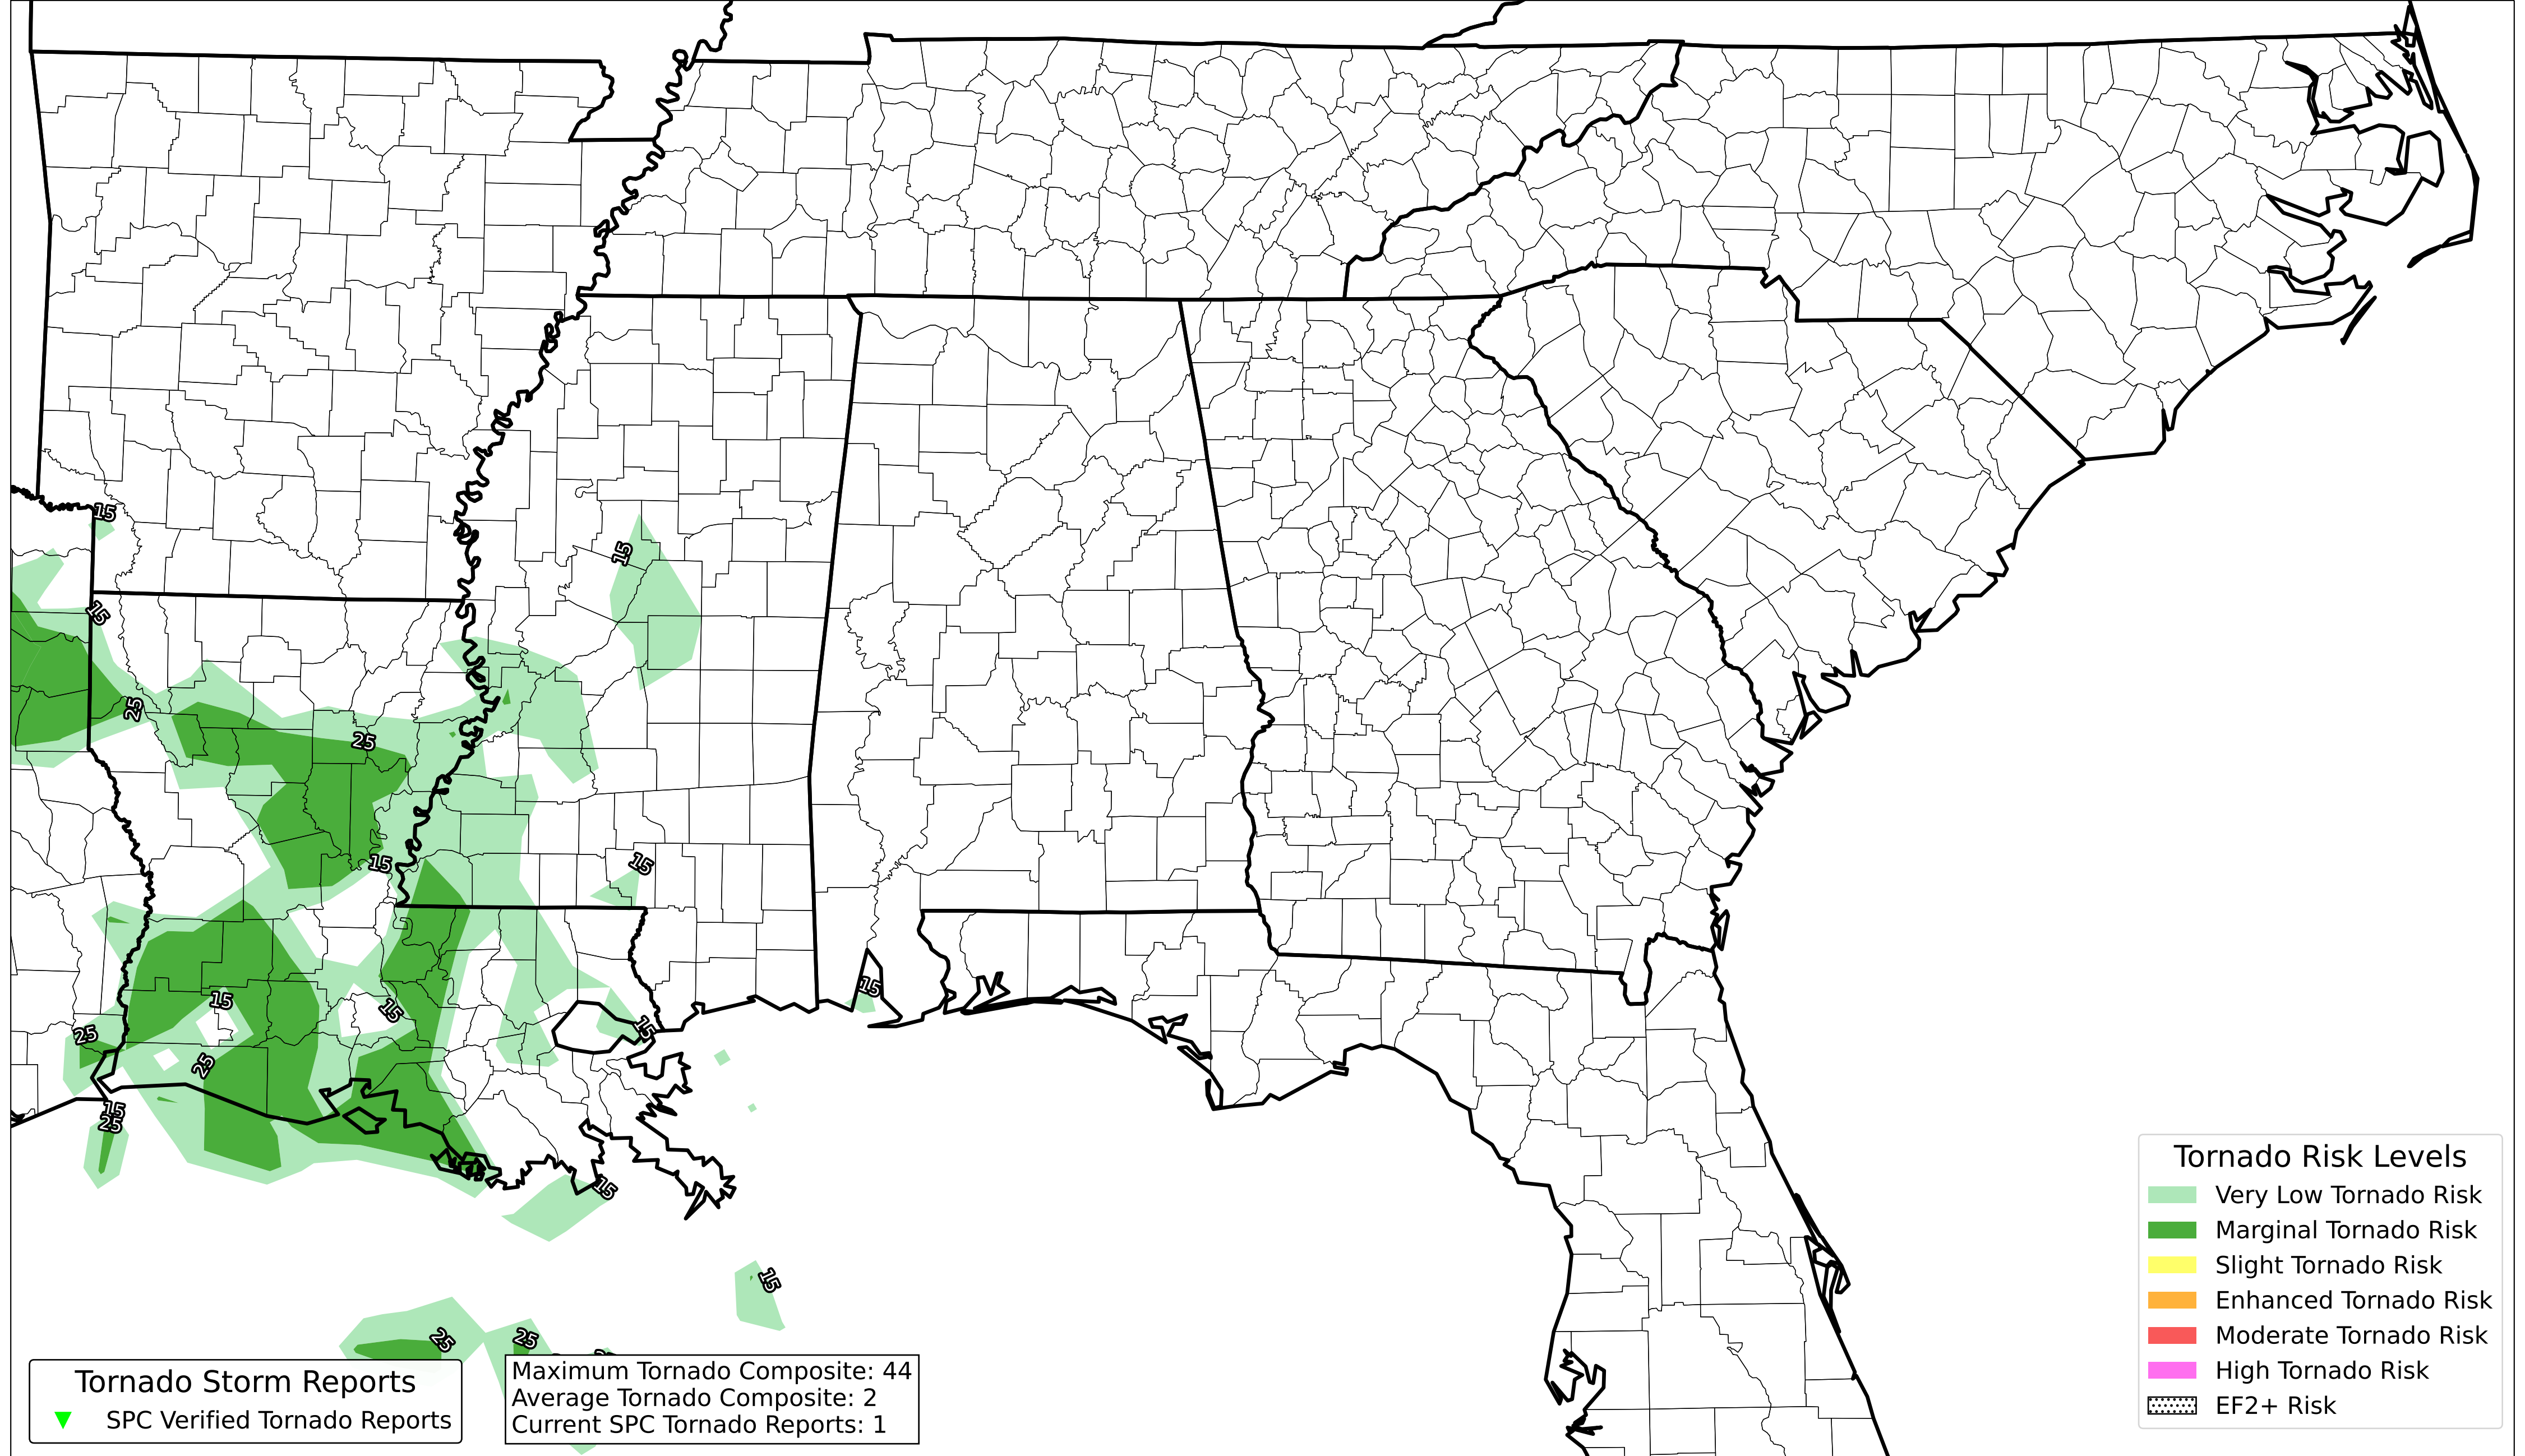 15
15
15
25
25
15
15
15
15
15
15
25
25
15
25
15
15
25
25
Tornado Storm Reports
SPC Verified Tornado Reports
Maximum Tornado Composite: 44
Average Tornado Composite: 2
Current SPC Tornado Reports: 1
Tornado Risk Levels
Very Low Tornado Risk
Marginal Tornado Risk
Slight Tornado Risk
Enhanced Tornado Risk
Moderate Tornado Risk
High Tornado Risk
EF2+ Risk